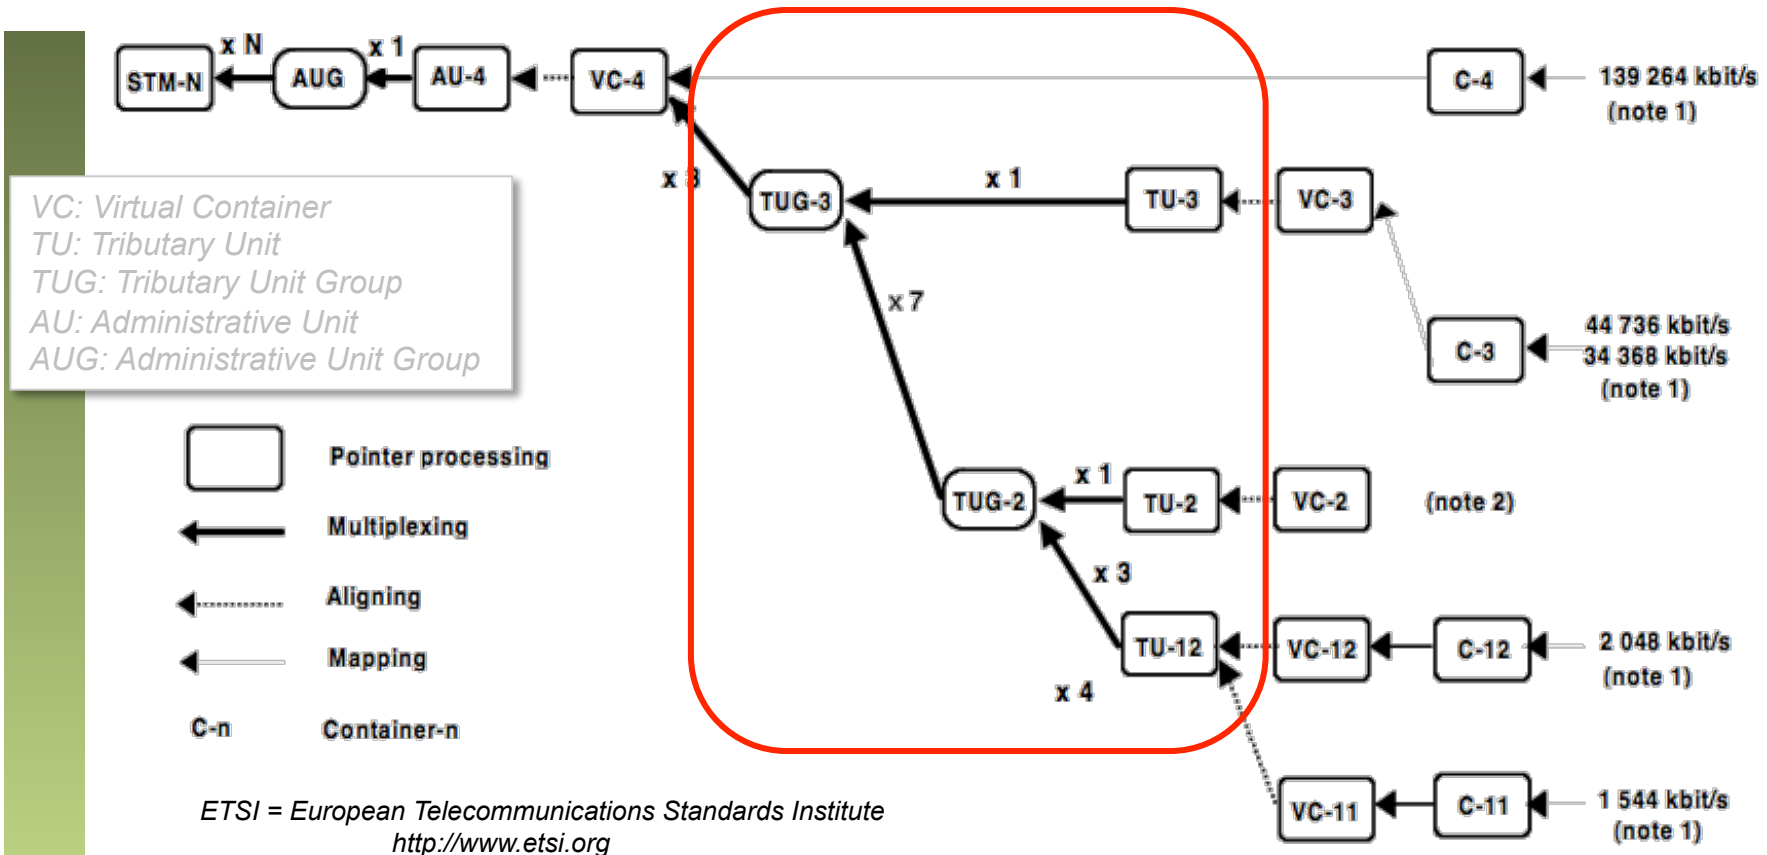 x N
x 1
STM-N
AUG
AU-4
VC-4
C-4
139 264 kbit/s
(note 1)
x 3
TUG-3
x 1
TU-3
VC-3
VC: Virtual Container
TU: Tributary Unit
TUG: Tributary Unit Group
AU: Administrative Unit
AUG: Administrative Unit Group
x 7
C-3
44 736 kbit/s
34 368 kbit/s
(note 1)
Pointer processing
Multiplexing
Aligning
Mapping
C-n
Container-n
TUG-2
x 1
TU-2
VC-2
(note 2)
x 3
TU-12
VC-12
C-12
2 048 kbit/s
(note 1)
x 4
VC-11
C-11
1 544 kbit/s
(note 1)
ETSI = European Telecommunications Standards Institute
http://www.etsi.org